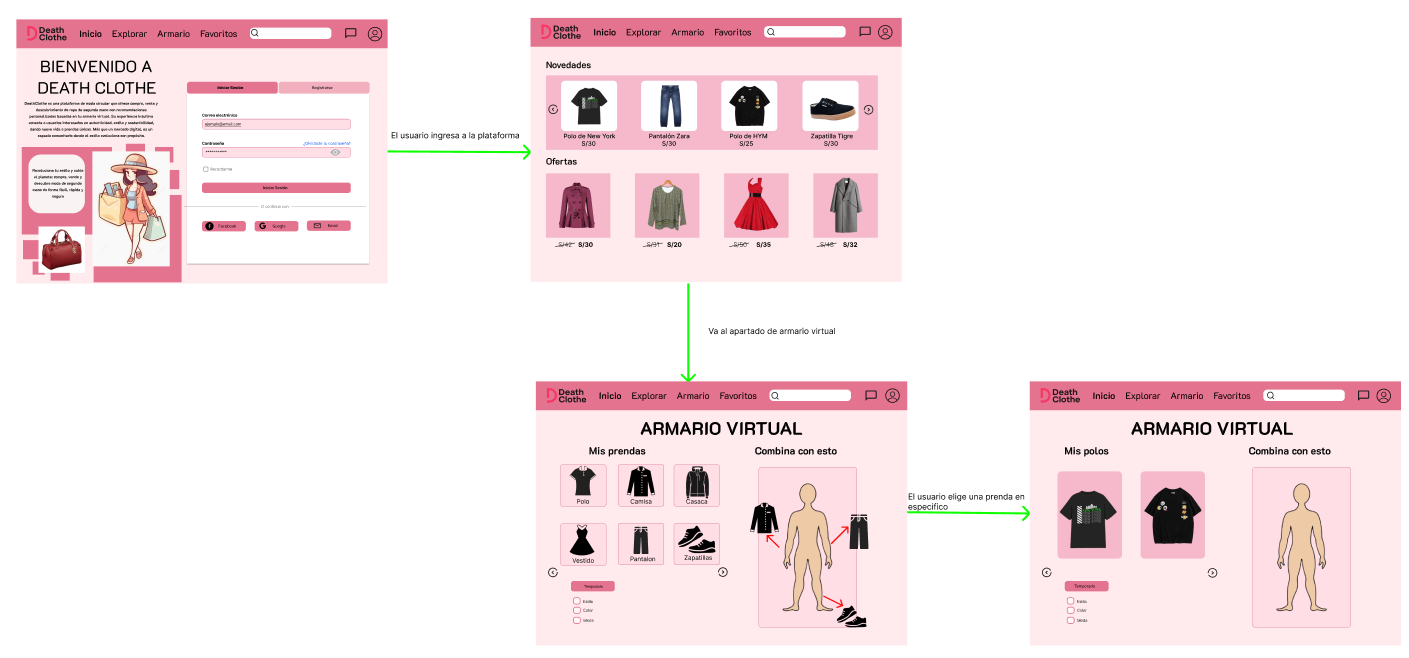 Death
Clothe
Inicio
Explorar
Armario
Favoritos
BIENVENIDO A
DEATH CLOTHE
DeathClothe es una plataforma de moda circular que ofrece compra, venta y
descubrimiento de ropa de segunda mano con recomendaciones
personalizadas basadas en tu armario virtual. Su experiencia intuitiva
conecta a usuarios interesados en autenticidad, estilo y sostenibilidad,
dando nueva vida a prendas únicas. Más que un mercado digital, es un
espacio comunitario donde el estilo evoluciona con propósito.
Revoluciona tu estilo y cuida
el planeta: compra, vende y
descubre moda de segunda
mano de forma fácil, rápida y
segura
Iniciar Sesión
Registrarse
Correo electrónico
ejemplo@email.com
Contraseña
¿Olvidaste tu contraseña?
**********
Recordarme
Iniciar Sesión
O continúa con
Facebook
Google
Email
El usuario ingresa a la plataforma
Death
Clothe
Inicio
Explorar
Armario
Favoritos
Novedades
Polo de New York
S/30
Pantalón Zara
S/30
Polo de HYM
S/25
Zapatilla Tigre
S/30
Ofertas
S/42 S/30
S/31 S/20
S/50 S/35
S/48 S/32
Va al apartado de armario virtual
Death
Clothe
Inicio
Explorar
Armario
Favoritos
ARMARIO VIRTUAL
Mis prendas
Polo
Camisa
Casaca
Vestido
Pantalon
Zapatillas
Temporada
Estilo
Color
Combina con esto
El usuario elige una prenda en
especifico
Death
Clothe
Inicio
Explorar
Armario
Favoritos
ARMARIO VIRTUAL
Mis polos
Temporada
Estilo
Color
Combina con esto